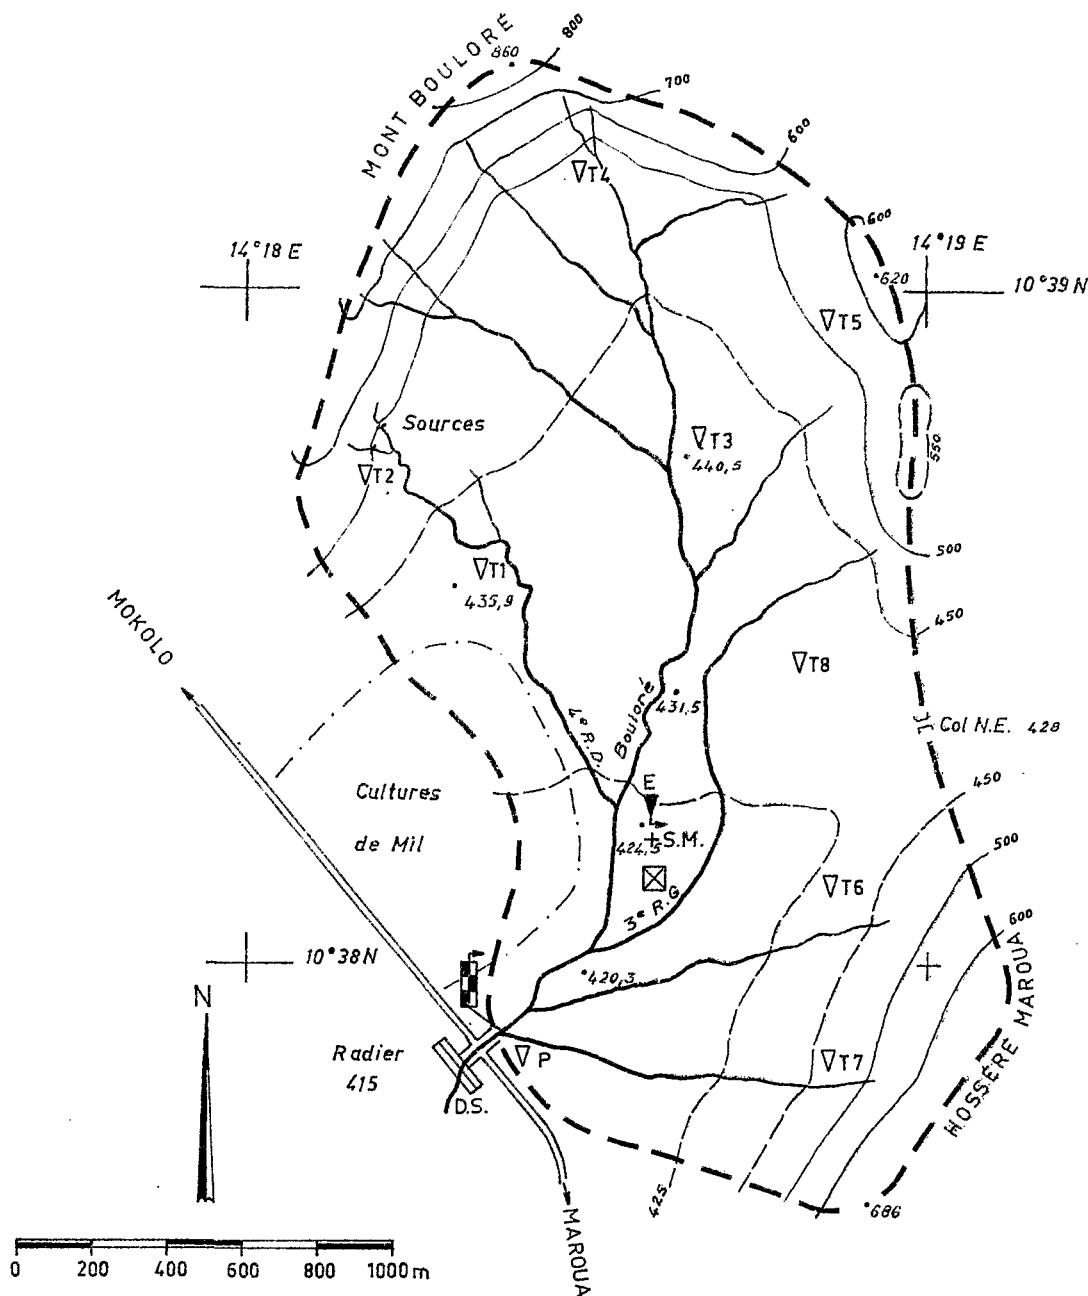 MONT BOULORÉ
860
800
700
600
600
14° 18 E
14° 19 E
620
10° 39 N
T4
T5
Sources
T3
440,5
550
T2
500
T1
435,9
450
MOKOLO
T8
Bouloré
431,5
4e R.D.
Col N.E. 428
Cultures
de Mil
E
450
424,5
S.M.
500
T6
3e R.G.
600
10° 38 N
420,3
N
HOSSÉRÉ MAROUA
Radier
415
P
T7
D.S.
425
686
MAROUA
0 200 400 600 800 1000 m